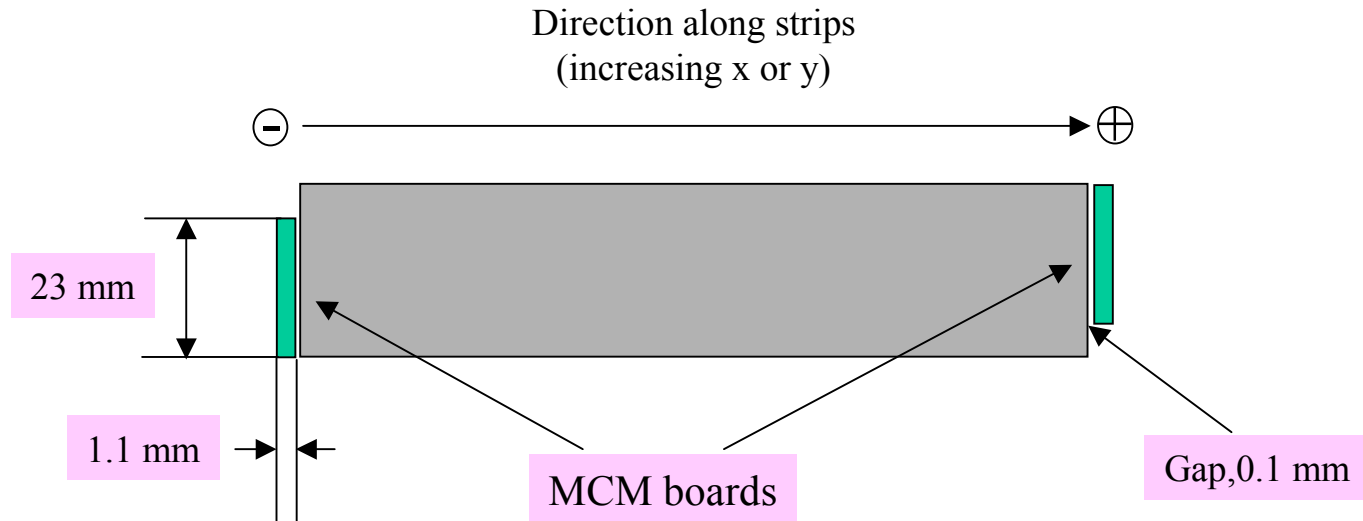 Direction along strips
(increasing x or y)
- +
23 mm
1.1 mm
MCM boards
Gap,0.1 mm